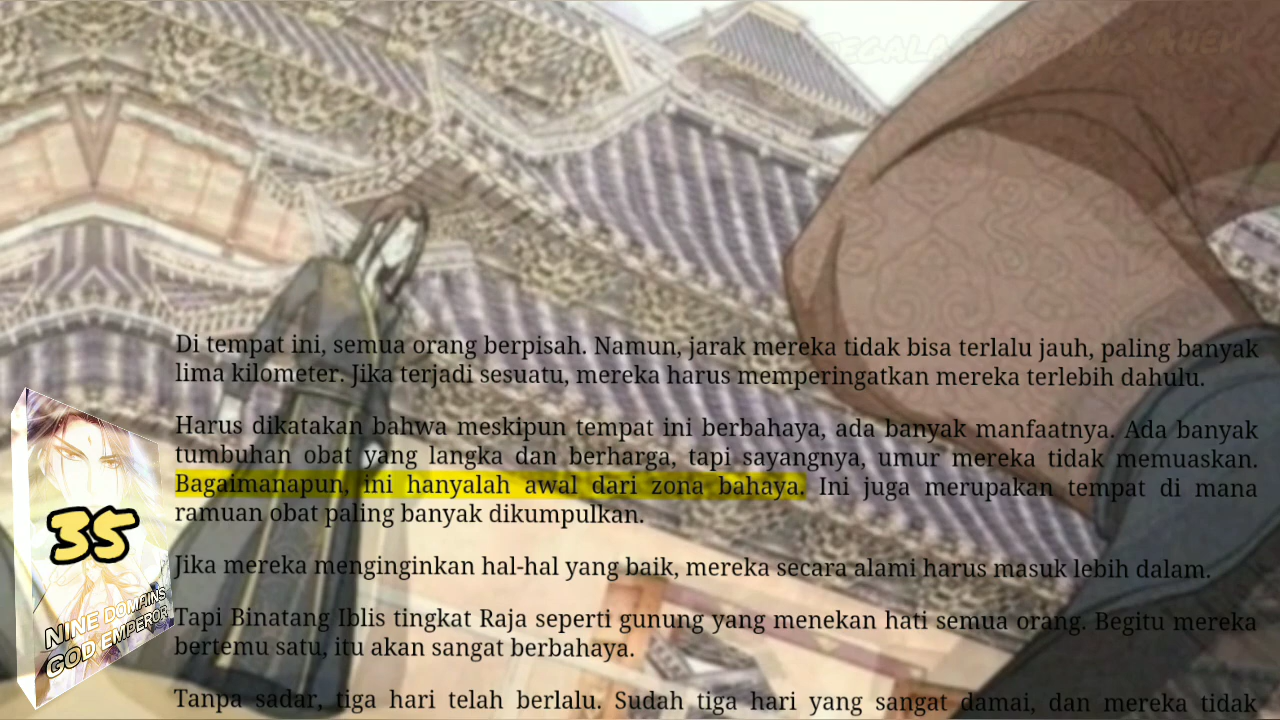 SEGALA YANG YANG ANEH
Di tempat ini, semua orang berpisah. Namun, jarak mereka tidak bisa terlalu jauh, paling banyak
lima kilometer. Jika terjadi sesuatu, mereka harus memperingatkan mereka terlebih dahulu.
Harus dikatakan bahwa meskipun tempat ini berbahaya, ada banyak manfaatnya. Ada banyak
tumbuhan obat yang langka dan berharga, tapi sayangnya, umur mereka tidak memuaskan.
Bagaimanapun, ini hanyalah awal dari zona bahaya. Ini juga merupakan tempat di mana
ramuan obat paling banyak dikumpulkan.
Jika mereka menginginkan hal-hal yang baik, mereka secara alami harus masuk lebih dalam.
Tapi Binatang Iblis tingkat Raja seperti gunung yang menekan hati semua orang. Begitu mereka
bertemu satu, itu akan sangat berbahaya.
Tanpa sadar, tiga hari telah berlalu. Sudah tiga hari yang sangat damai, dan mereka tidak
35
NINE DOMAINS
GOD EMPEROR